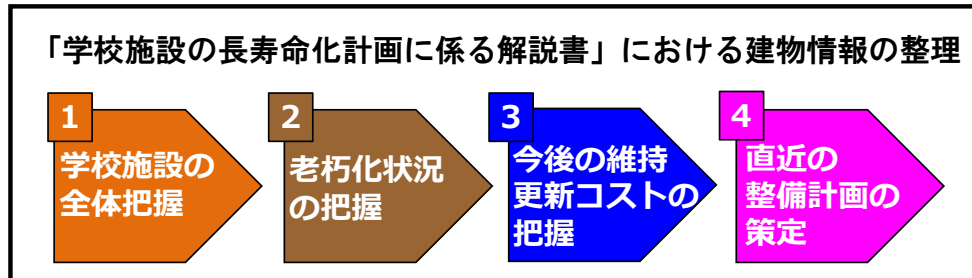 「学校施設の長寿命化計画に係る解説書」における建物情報の整理
1
学校施設の
全体把握
2
老朽化状況
の把握
3
今後の維持
更新コストの
把握
4
直近の
整備計画の
策定